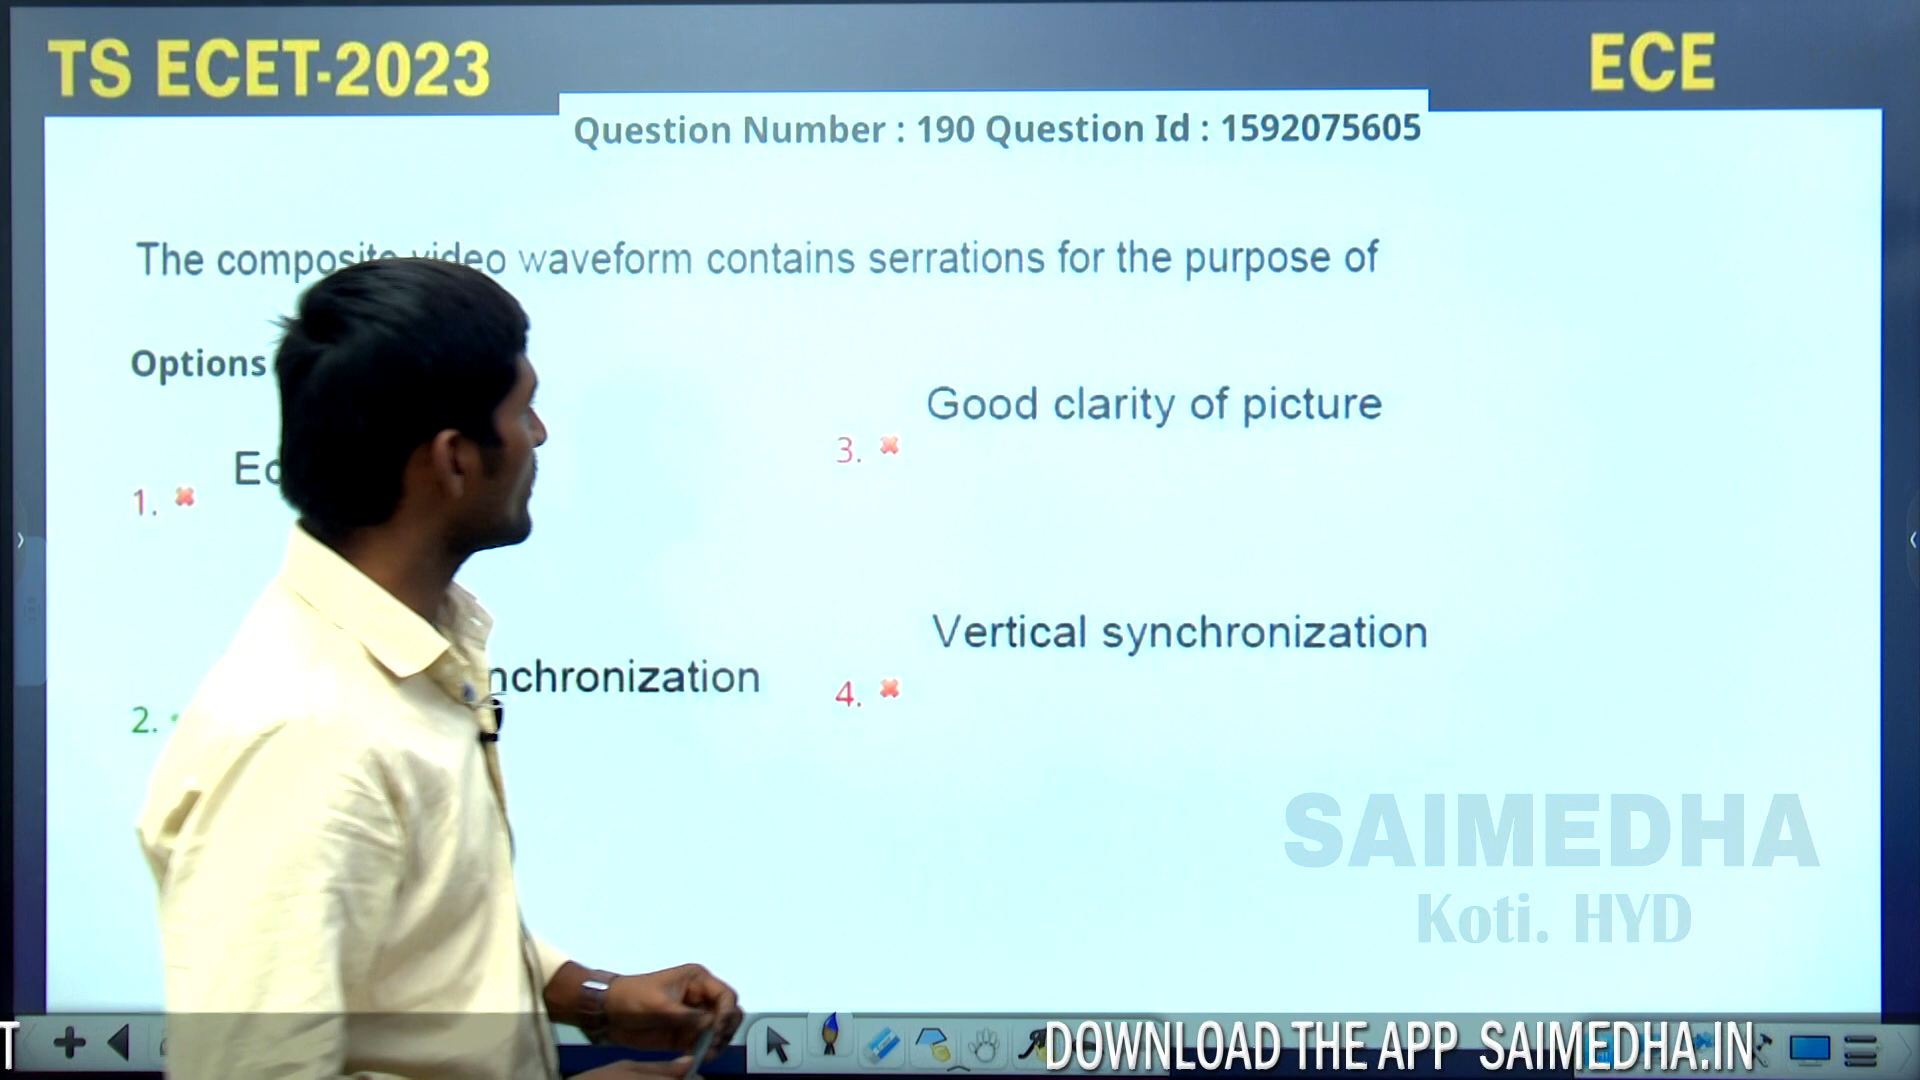 TS ECET-2023
ECE
Question Number : 190 Question Id : 1592075605
The composite video waveform contains serrations for the purpose of
Options
Good clarity of picture
3.
1.
Vertical synchronization
nchronization
4.
2.
SAIMEDHA
Koti. HYD
T
DOWNLOAD THE APP SAIMEDHA.IN